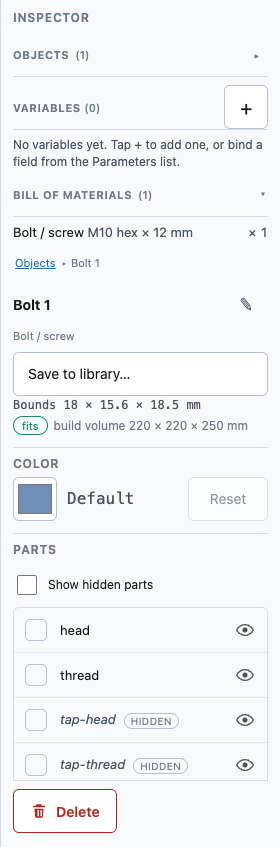 INSPECTOR
OBJECTS (1)
VARIABLES (0)
+
No variables yet. Tap + to add one, or bind a
field from the Parameters list.
BILL OF MATERIALS (1)
Bolt / screw M10 hex × 12 mm × 1
Objects • Bolt 1
Bolt 1
Bolt / screw
Save to library...
Bounds 18 × 15.6 × 18.5 mm
fits build volume 220 × 220 × 250 mm
COLOR
Default Reset
PARTS
Show hidden parts
head
thread
tap-head HIDDEN
tap-thread HIDDEN
Delete